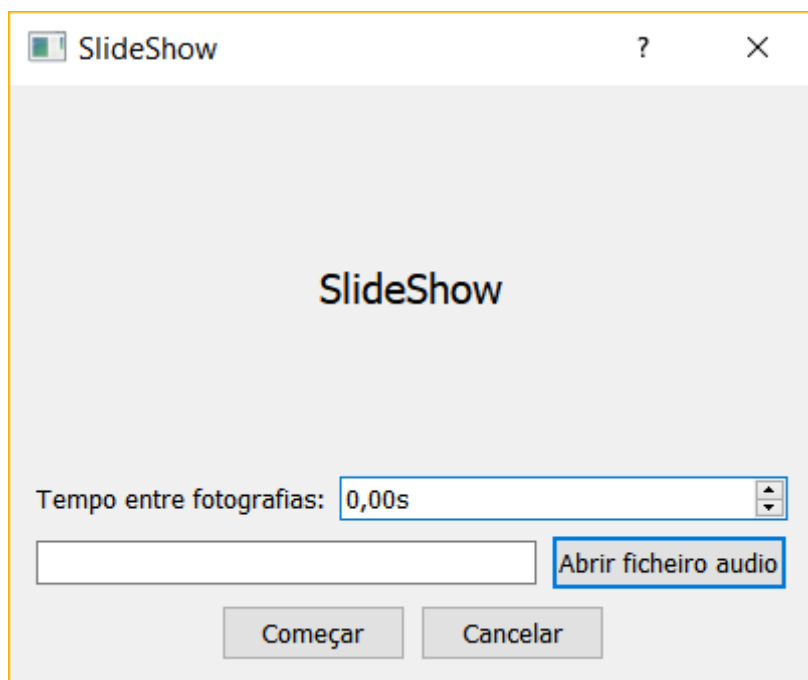 SlideShow ?
SlideShow
Tempo entre fotografias: 0,00s
Abrir ficheiro audio
Começar Cancelar